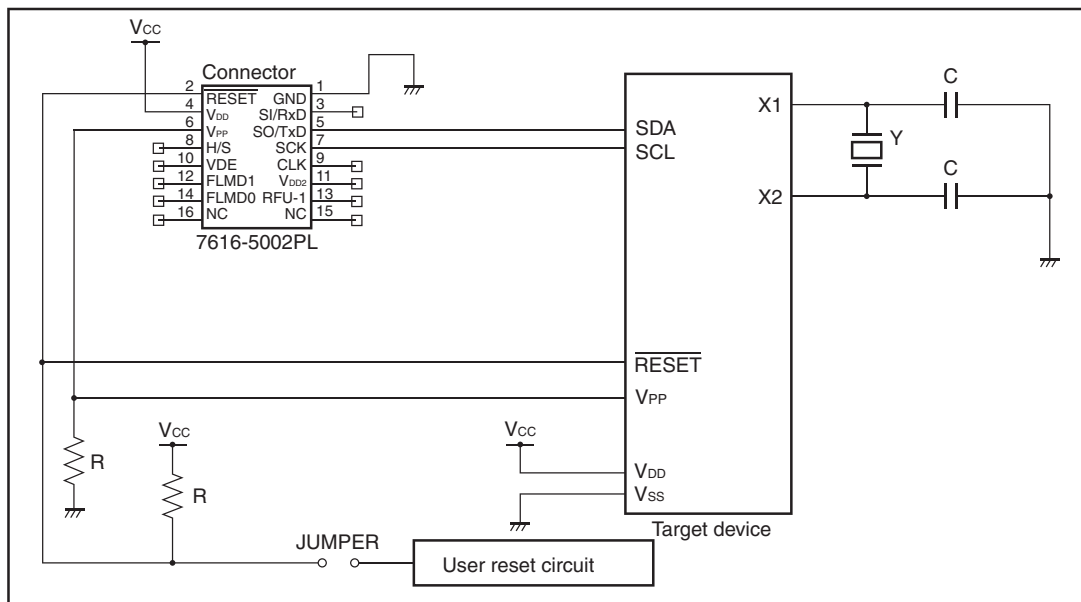 VCC
Connector
2 RESET GND 1
4 VDD SI/RxD 3
6 VPP SO/TxD 5
8 H/S SCK 7
10 VDE CLK 9
12 FLMD1 VDD2 11
14 FLMD0 RFU-1 13
16 NC NC 15
7616-5002PL
SDA
SCL
X1
X2
C
Y
C
RESET
VPP
VDD
VSS
Target device
R
VCC
R
VCC
JUMPER
User reset circuit